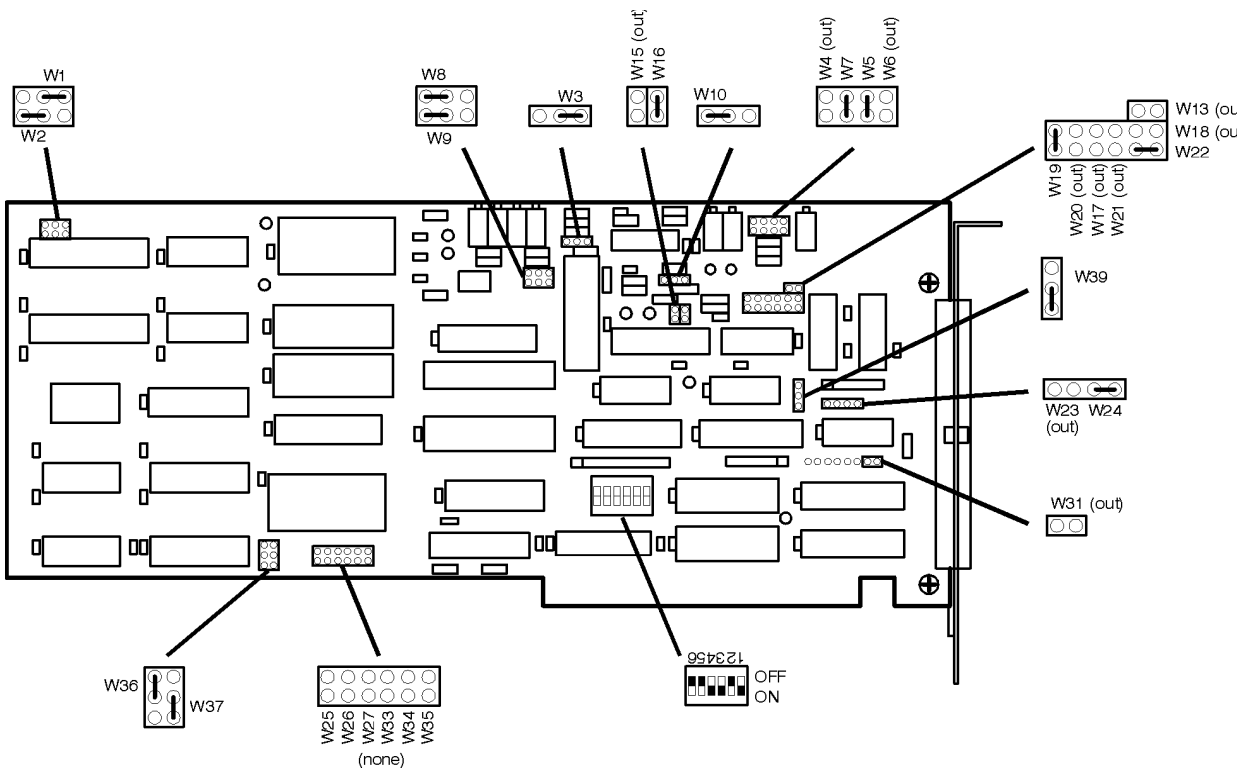 W1
W2
W8
W9
W3
W15 (out)
W16
W10
W4 (out)
W7
W5
W6 (out)
W13 (ou
W18 (ou
W22
W19
W20 (out)
W17 (out)
W21 (out)
W39
W23
(out)
W24
W31 (out)
W36
W37
W25
W26
W27
W33
W34
W35
(none)
123456
OFF
ON